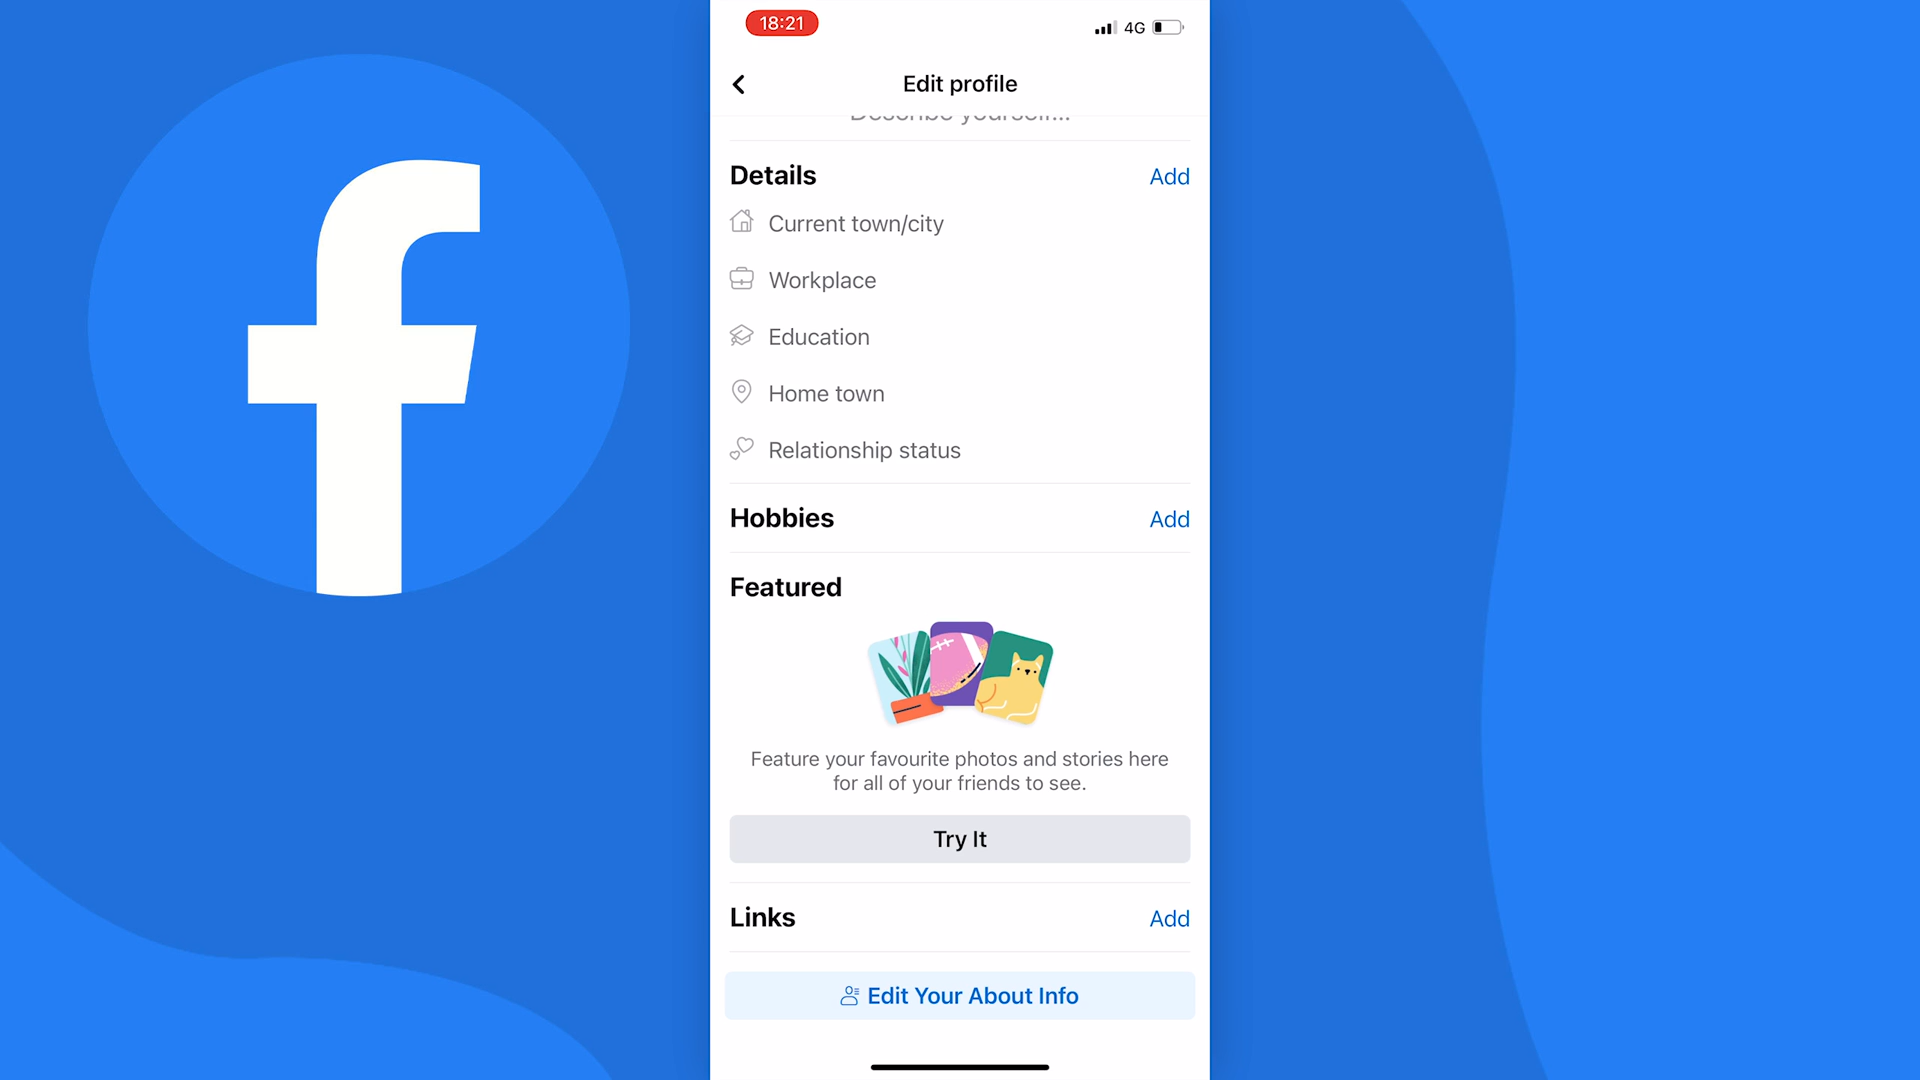 18:21
4G
Edit profile
Describe yourself...
Details
Add
Current town/city
Workplace
Education
Home town
Relationship status
Hobbies
Add
Featured
Feature your favourite photos and stories here
for all of your friends to see.
Try It
Links
Add
Edit Your About Info